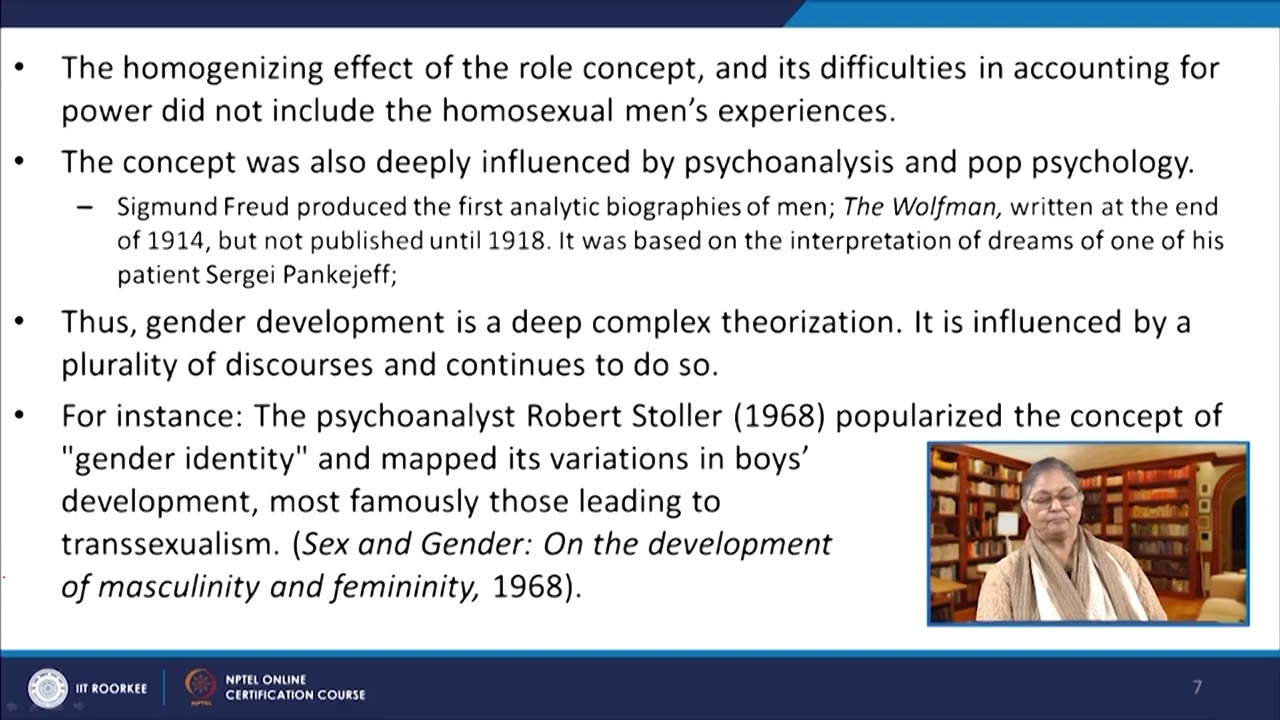 • The homogenizing effect of the role concept, and its difficulties in accounting for
power did not include the homosexual men’s experiences.
• The concept was also deeply influenced by psychoanalysis and pop psychology.
– Sigmund Freud produced the first analytic biographies of men; The Wolfman, written at the end
of 1914, but not published until 1918. It was based on the interpretation of dreams of one of his
patient Sergei Pankejeff;
• Thus, gender development is a deep complex theorization. It is influenced by a
plurality of discourses and continues to do so.
• For instance: The psychoanalyst Robert Stoller (1968) popularized the concept of
"gender identity" and mapped its variations in boys’
development, most famously those leading to
transsexualism. (Sex and Gender: On the development
of masculinity and femininity, 1968).
IIT ROORKEE
NPTEL ONLINE
CERTIFICATION COURSE
7